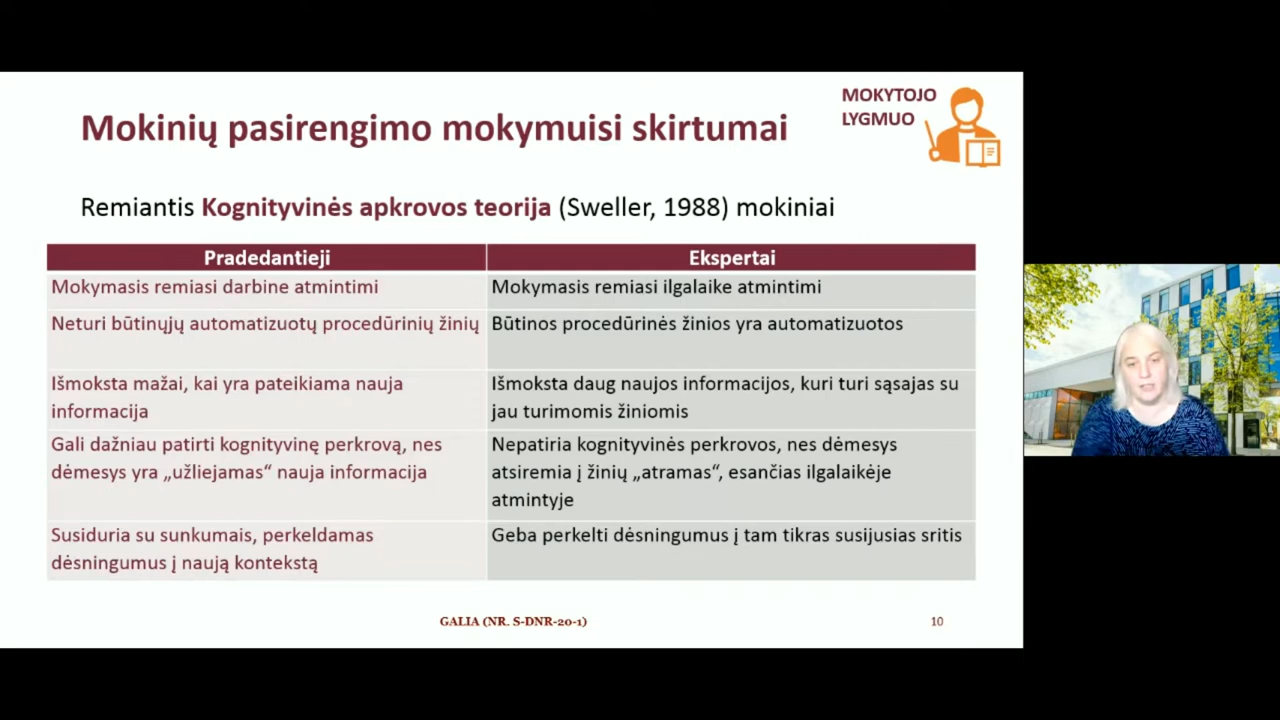 MOKYTOJO
LYGMUO
Mokinių pasirengimo mokymuisi skirtumai
Remiantis Kognityvinės apkrovos teorija (Sweller, 1988) mokiniai
Pradedantieji
Ekspertai
Mokymasis remiasi darbine atmintimi
Mokymasis remiasi ilgalaike atmintimi
Neturi būtinųjų automatizuotų procedūrinių žinių
Būtinos procedūrinės žinios yra automatizuotos
Išmoksta mažai, kai yra pateikiama nauja
informacija
Išmoksta daug naujos informacijos, kuri turi sąsajas su
jau turimomis žiniomis
Gali dažniau patirti kognityvinę perkrovą, nes
dėmesys yra „užliejamas“ nauja informacija
Nepatiria kognityvinės perkrovos, nes dėmesys
atsiremia į žinių „atramas“, esančias ilgalaikėje
atmintyje
Susiduria su sunkumais, perkeldamas
dėsningumus į naują kontekstą
Geba perkelti dėsningumus į tam tikras susijusias sritis
GALIA (NR. S-DNR-20-1)
10